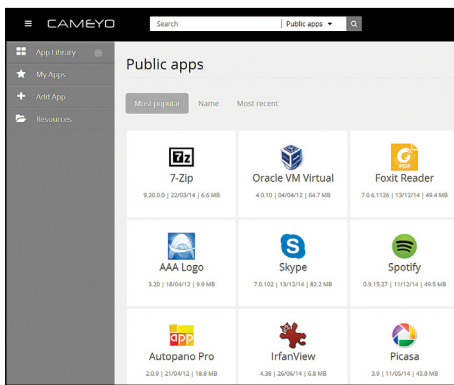 CAMEYO
Search
Public apps
App Library
My Apps
Add App
Resources
Public apps
Most popular
Name
Most recent
7-Zip
9.20.0.0 | 22/03/14 | 6.6 MB
Oracle VM Virtual
4.0.10 | 04/04/12 | 64.7 MB
PDF
Foxit Reader
7.0.6.1126 | 13/12/14 | 49.4 MB
AAA Logo
3.20 | 18/04/12 | 9.9 MB
Skype
7.0.102 | 13/12/14 | 82.2 MB
Spotify
0.9.15.27 | 11/12/14 | 49.5 MB
app
Autopano Pro
2.0.9 | 21/04/12 | 18.8 MB
IrfanView
4.38 | 26/06/14 | 6.8 MB
Picasa
3.9 | 11/05/14 | 45.8 MB